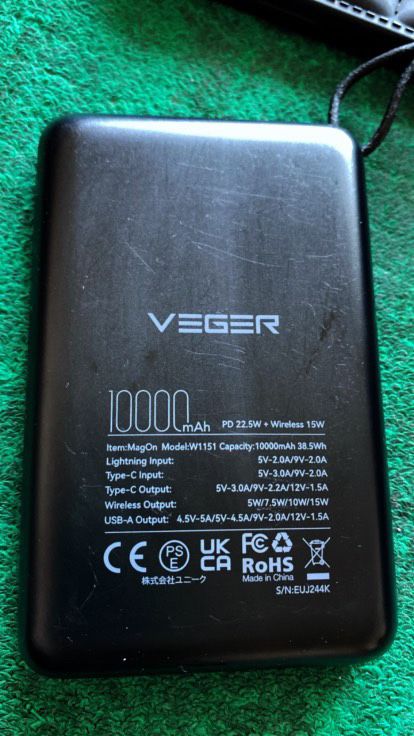 VEGER
10000mAh PD 22.5W + Wireless 15W
Item:MagOn Model:W1151 Capacity:10000mAh 38.5Wh
Lightning Input: 5V-2.0A/9V-2.0A
Type-C Input: 5V-3.0A/9V-2.0A
Type-C Output: 5V-3.0A/9V-2.2A/12V-1.5A
Wireless Output: 5W/7.5W/10W/15W
USB-A Output: 4.5V-5A/5V-4.5A/9V-2.0A/12V-1.5A
CE PS E UK CA FC RoHS
株式会社ユニーク Made in China
S/N:EUJ244K